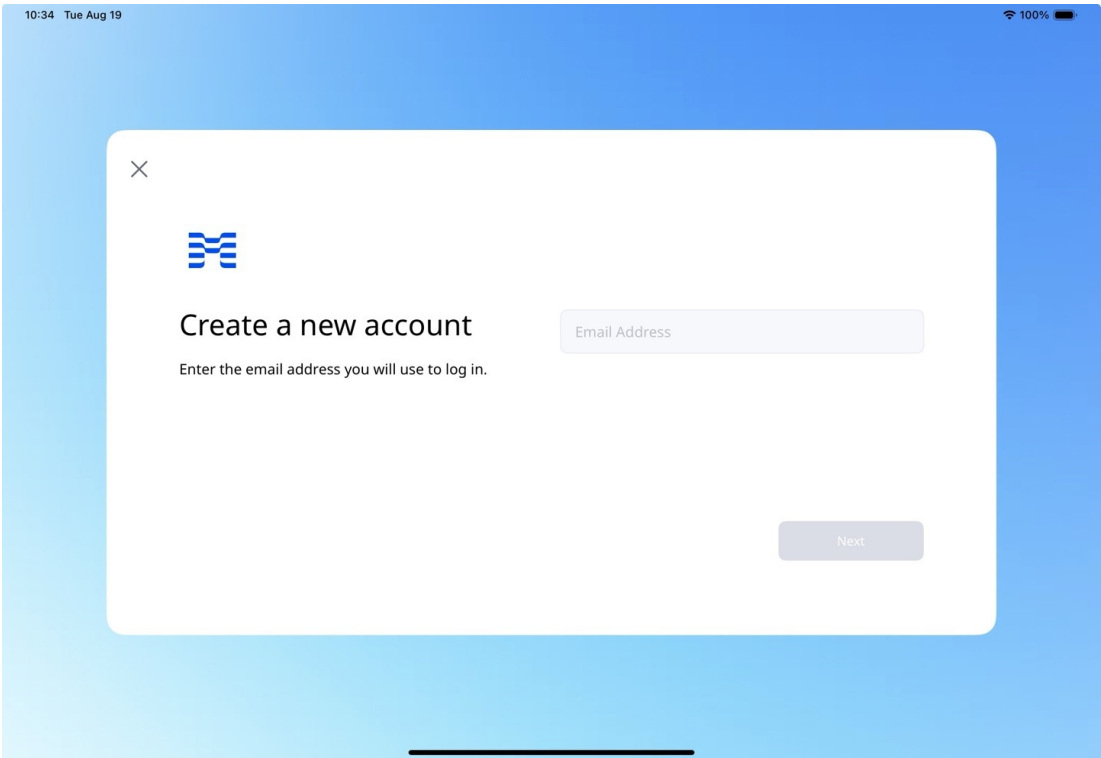 10:34 Tue Aug 19
100%
Create a new account
Enter the email address you will use to log in.
Email Address
Next